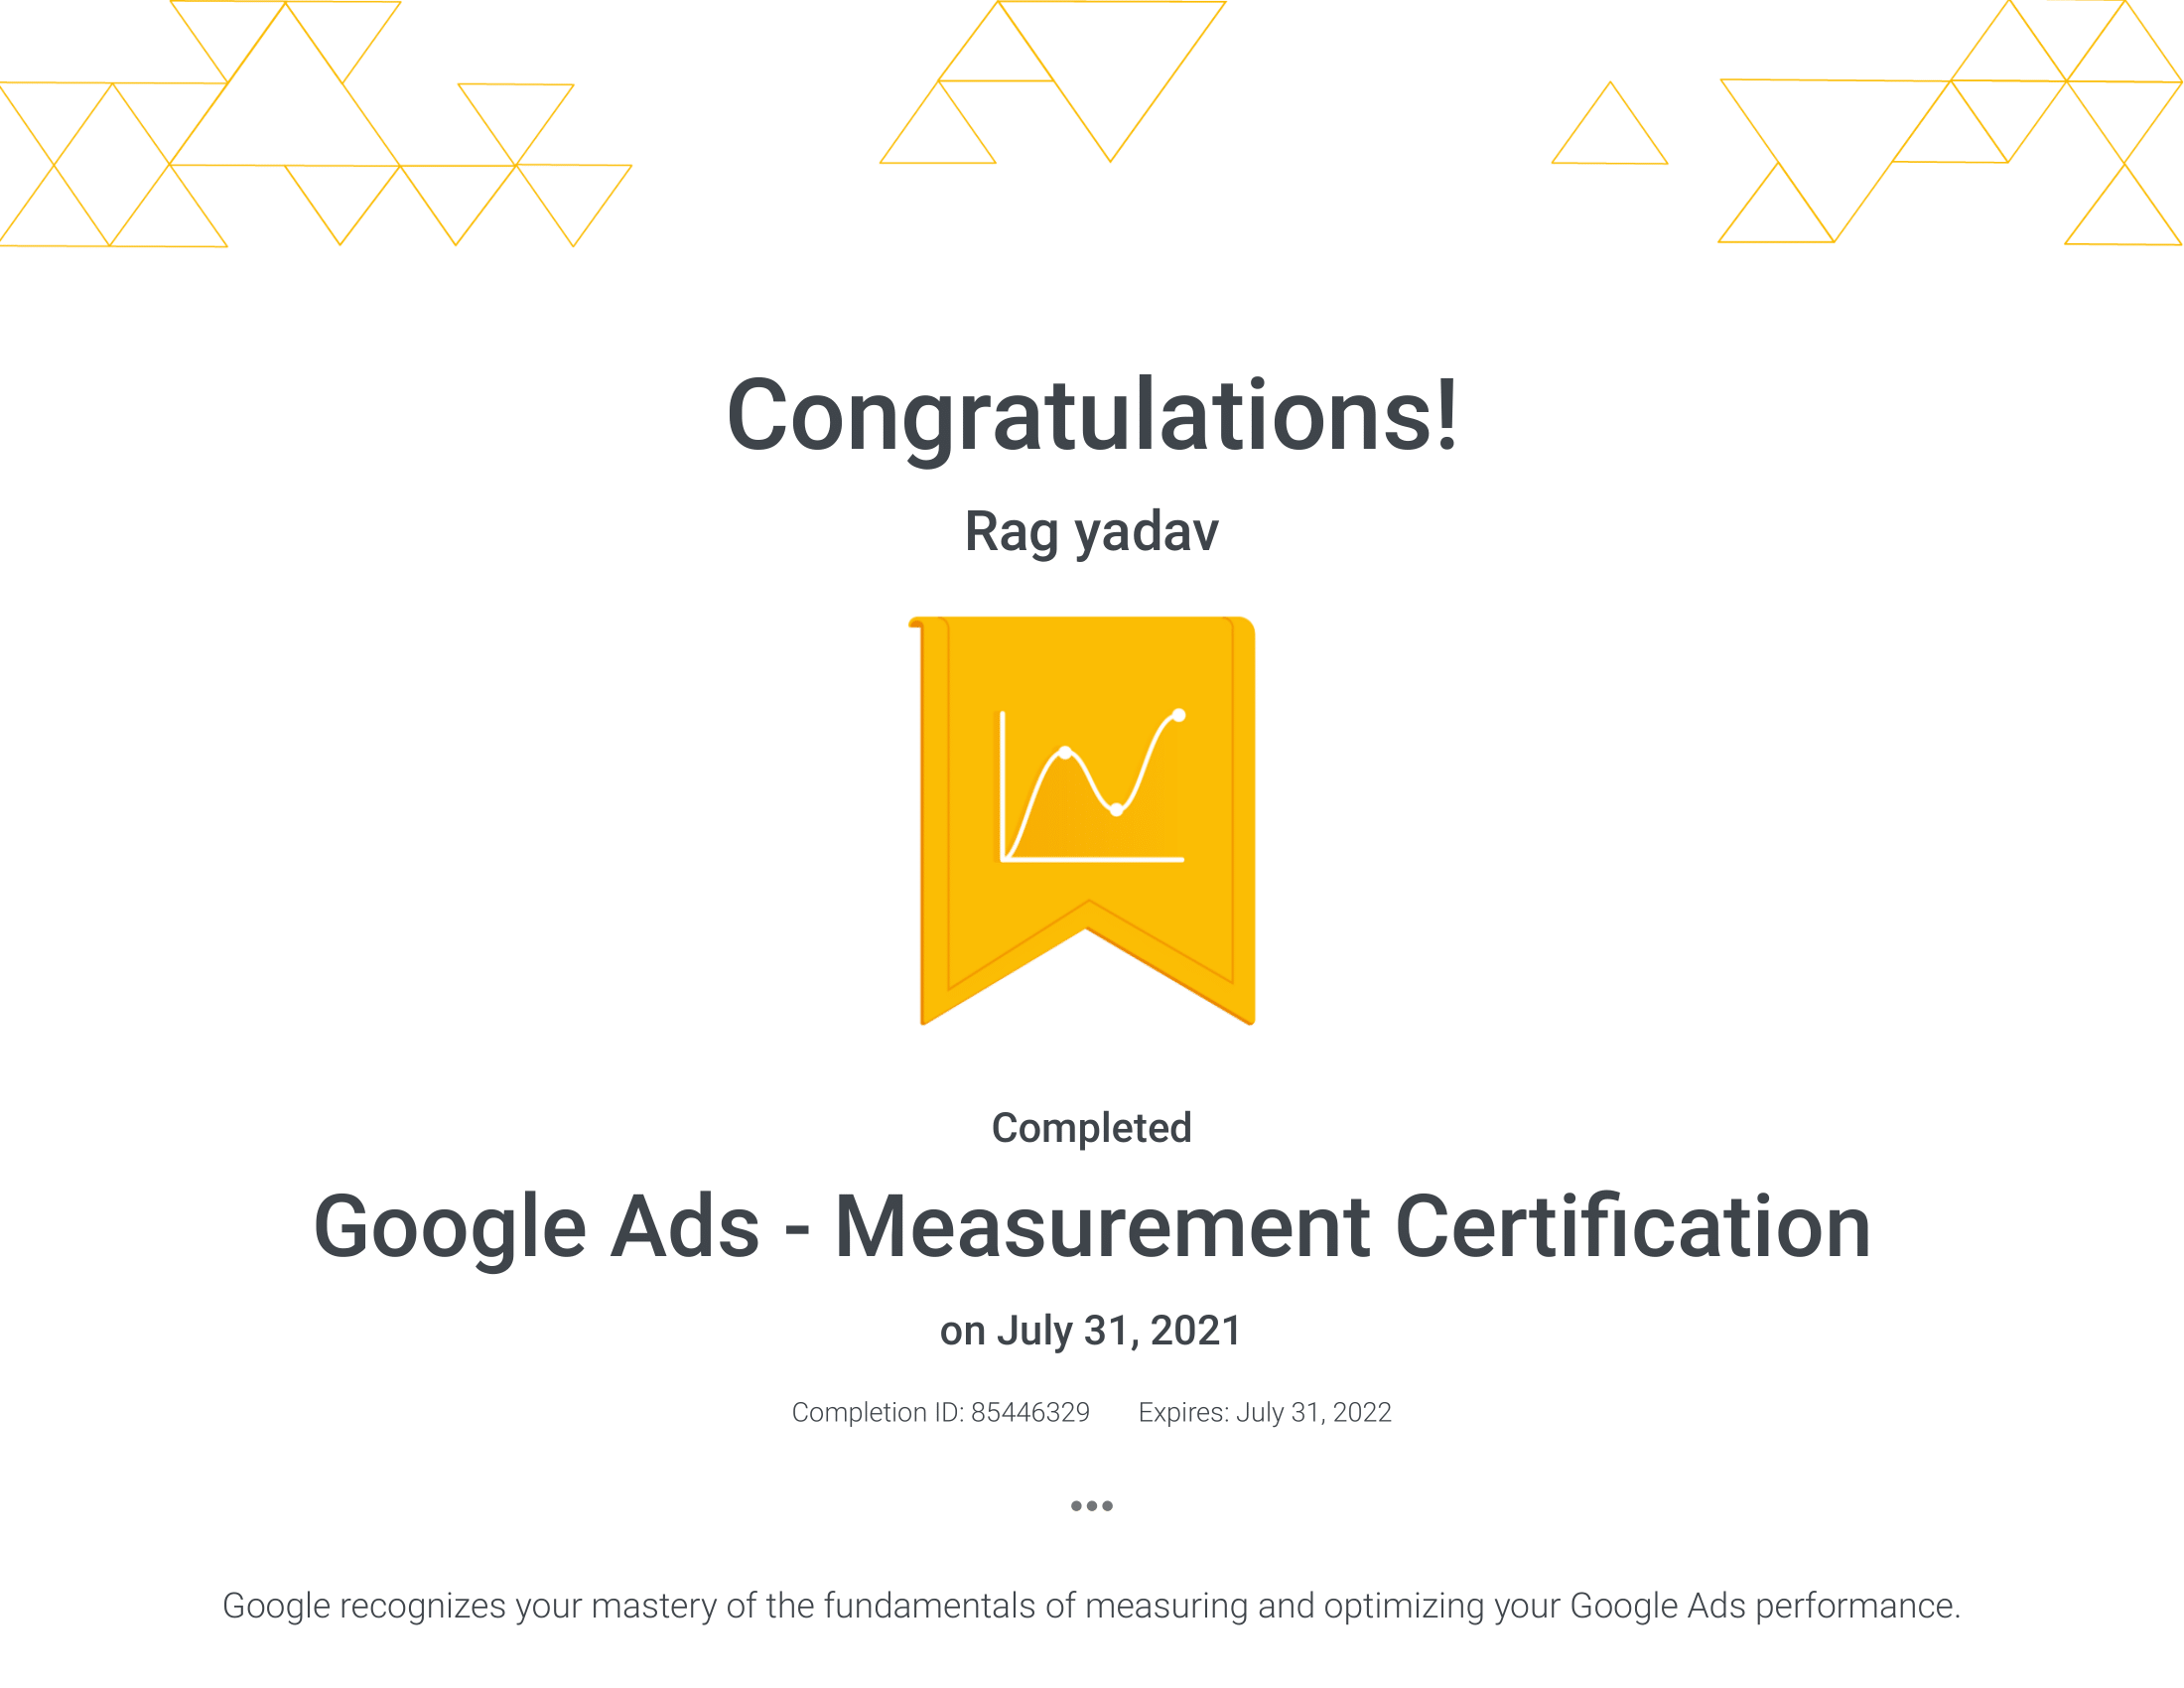 Congratulations!
Rag yadav
Completed
Google Ads - Measurement Certification
on July 31, 2021
Completion ID: 85446329 Expires: July 31, 2022
Google recognizes your mastery of the fundamentals of measuring and optimizing your Google Ads performance.